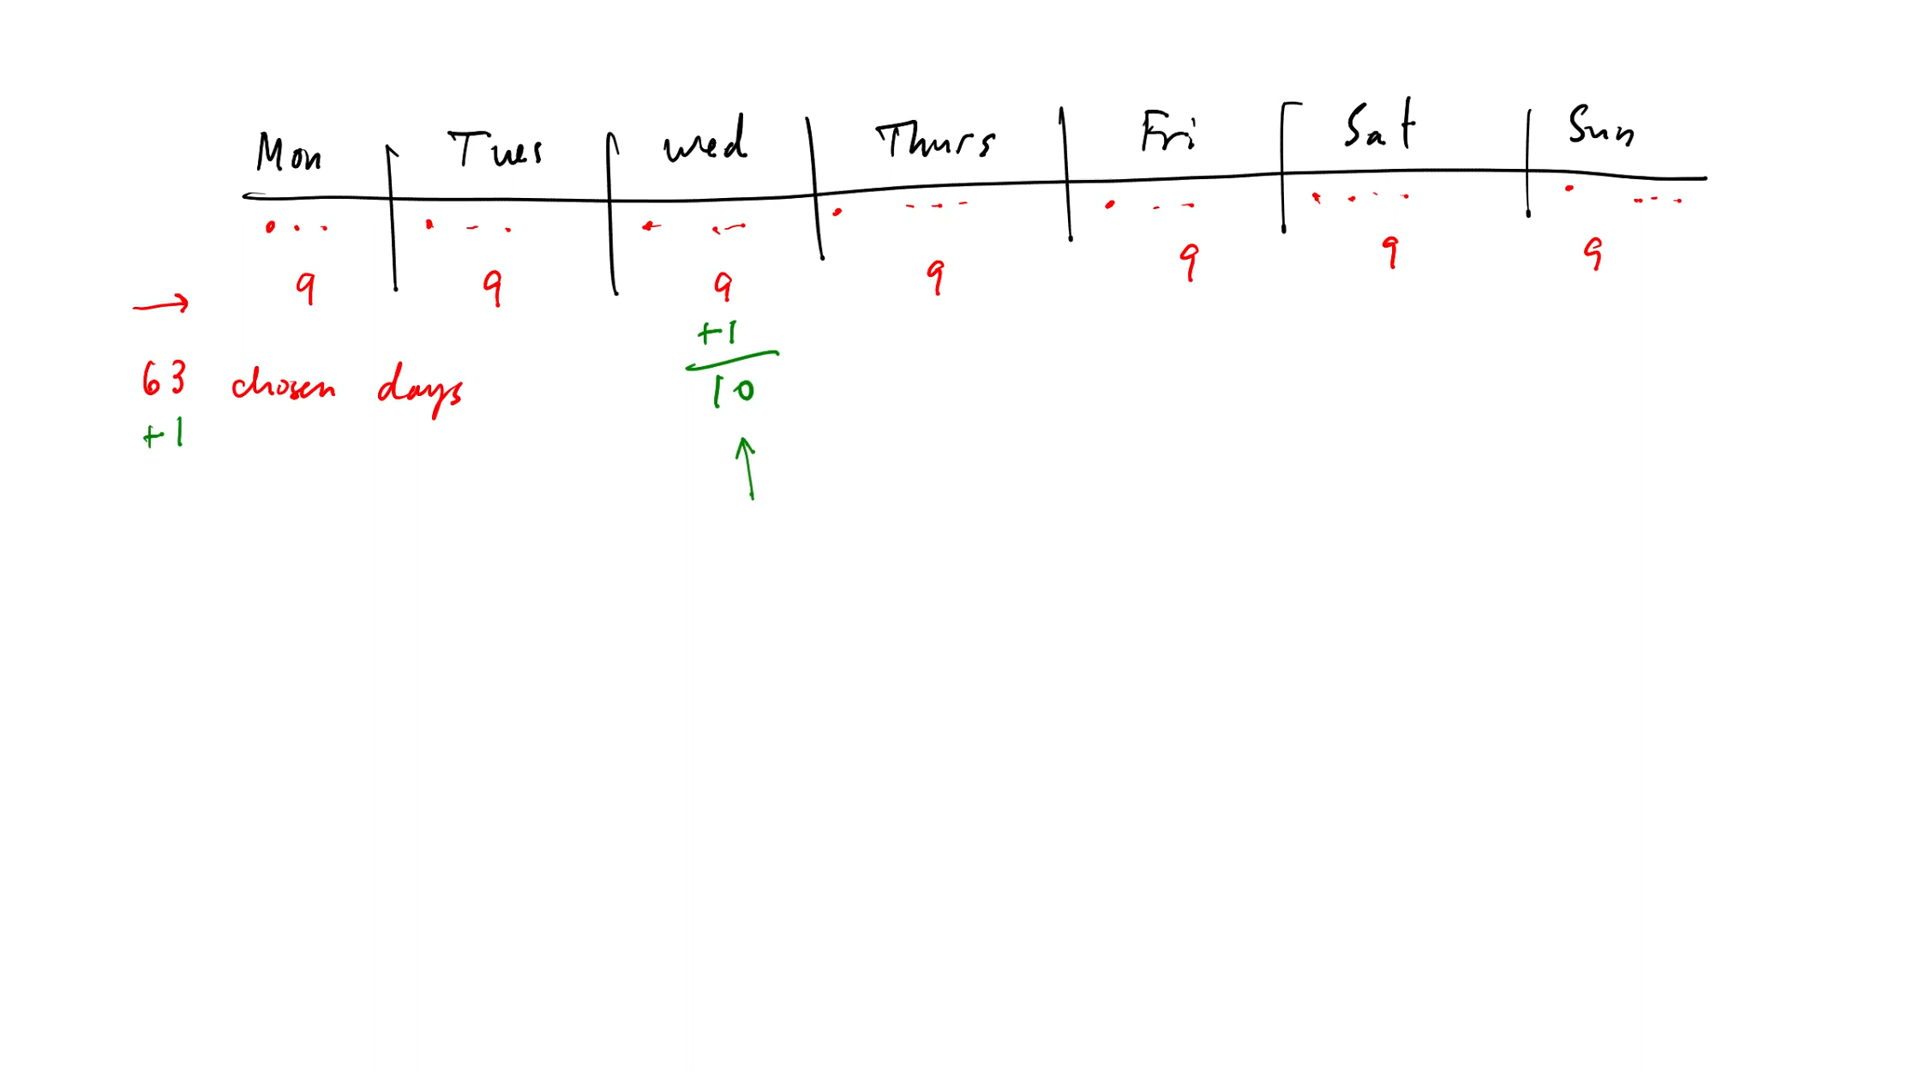 Mon Tues Wed Thurs Fri Sat Sun
9 9 9 9 9 9 9
+1
10
63 chosen days
+1